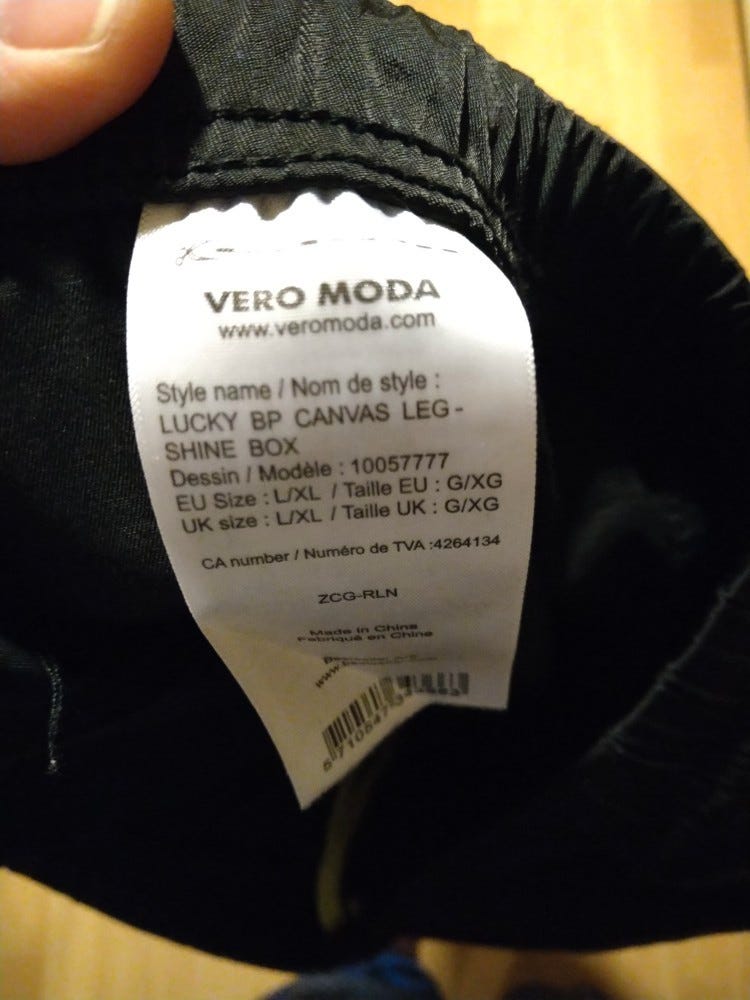 VERO MODA
www.veromoda.com
Style name / Nom de style :
LUCKY BP CANVAS LEG-
SHINE BOX
Dessin / Modèle : 10057777
EU Size : L/XL / Taille EU : G/XG
UK size : L/XL / Taille UK : G/XG
CA number / Numéro de TVA :4264134
ZCG-RLN
Made in China
Fabriqué en Chine